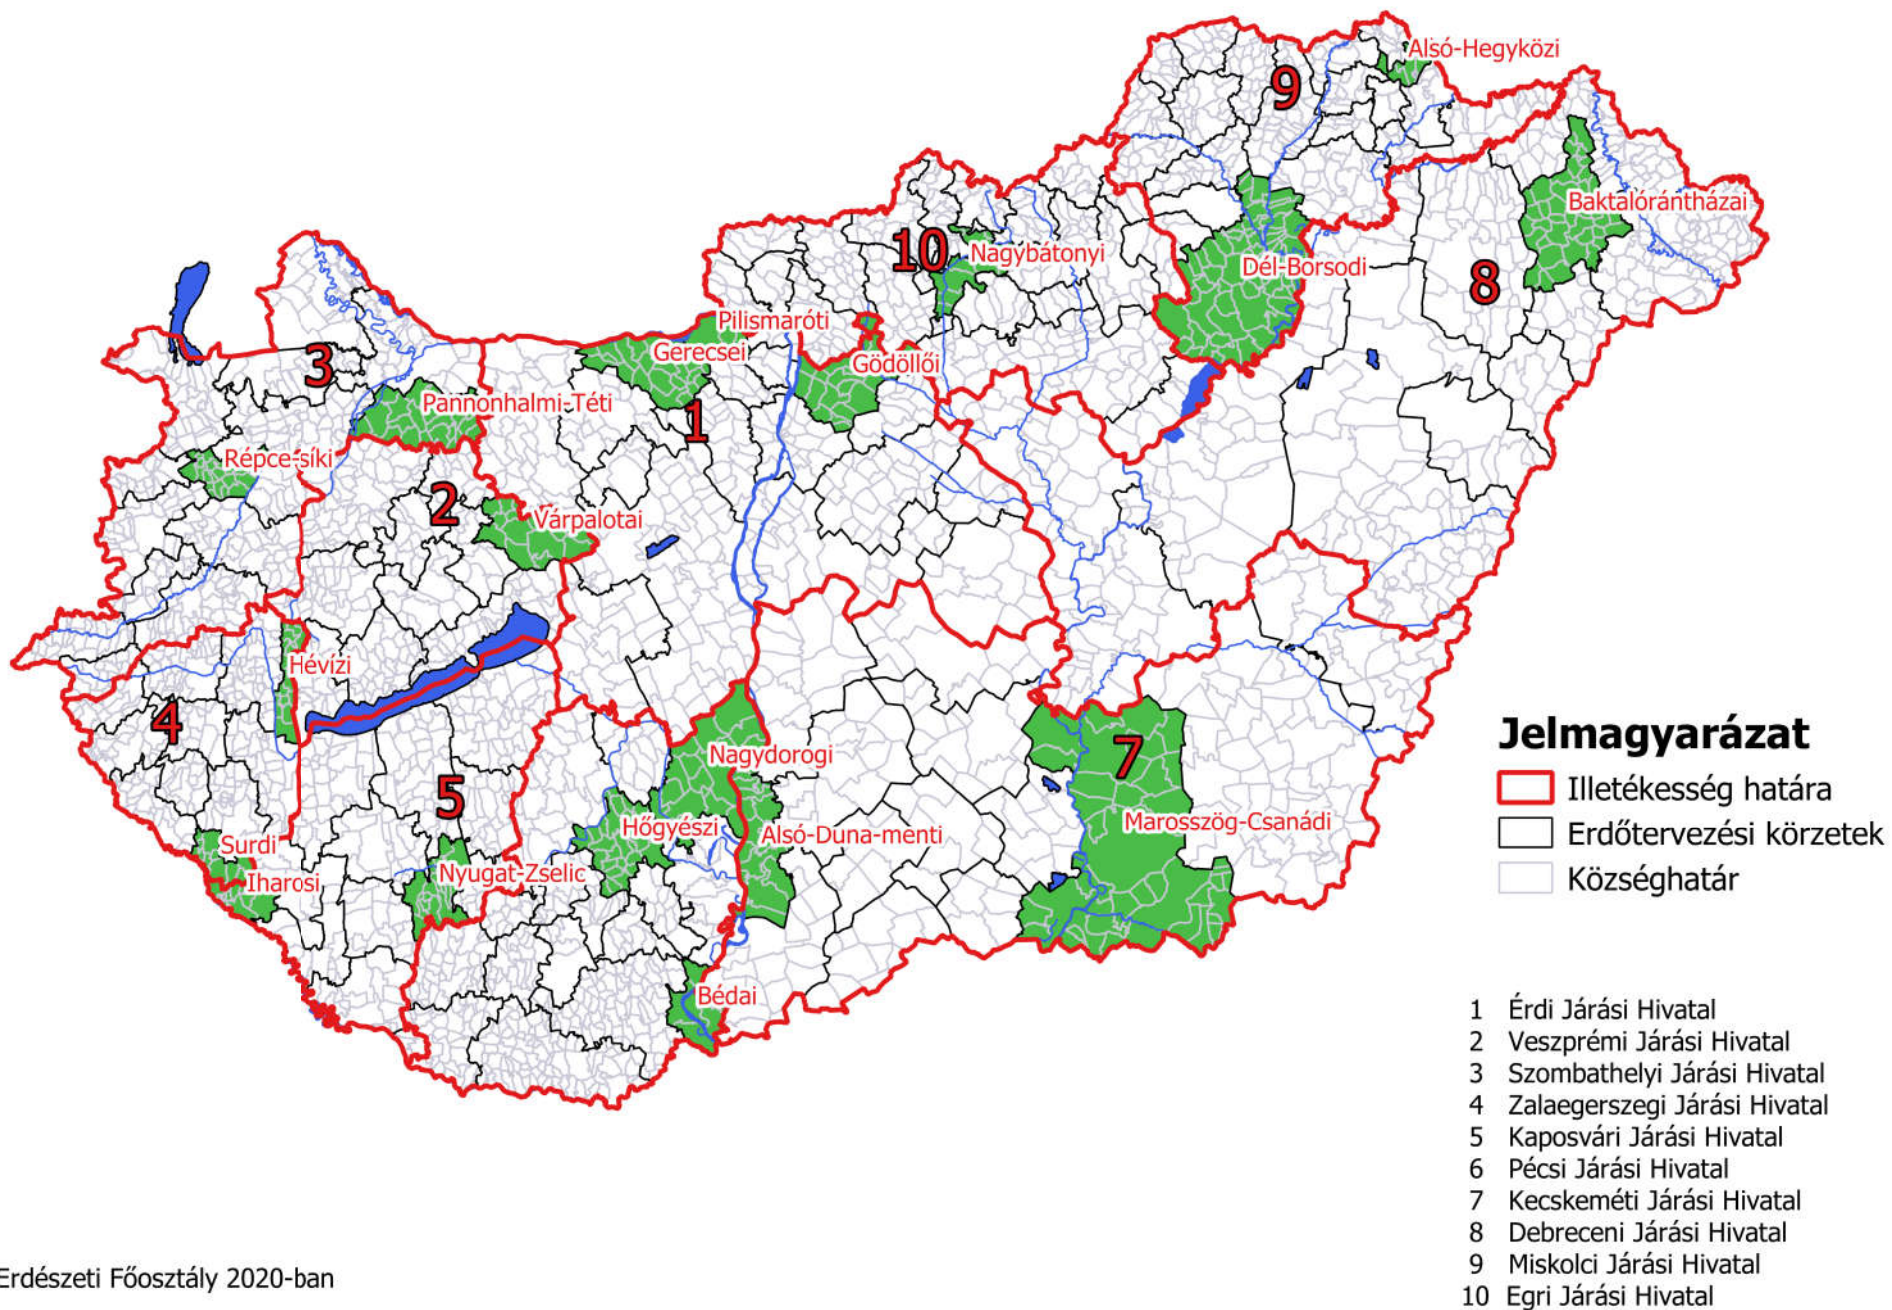 Alsó-Hegyközi
9
Baktalórántházai
10
Nagybátonyi
Dél-Borsodi
8
Pilismaróti
Gerecsei
Gödöllői
3
Pannonhalmi-Téti
1
Répce-síki
2
Várpalotai
Hévízi
4
7
Nagydorogi
5
Hőgyészi
Alsó-Duna-menti
Marosszög-Csanádi
Surdi
Iharosi
Nyugat-Zselic
Bédai
Jelmagyarázat
Illetékesség határa
Erdőtervezési körzetek
Községhatár
1 Érdi Járási Hivatal
2 Veszprémi Járási Hivatal
3 Szombathelyi Járási Hivatal
4 Zalaegerszegi Járási Hivatal
5 Kaposvári Járási Hivatal
6 Pécsi Járási Hivatal
7 Kecskeméti Járási Hivatal
8 Debreceni Járási Hivatal
9 Miskolci Járási Hivatal
10 Egri Járási Hivatal
Erdészeti Főosztály 2020-ban